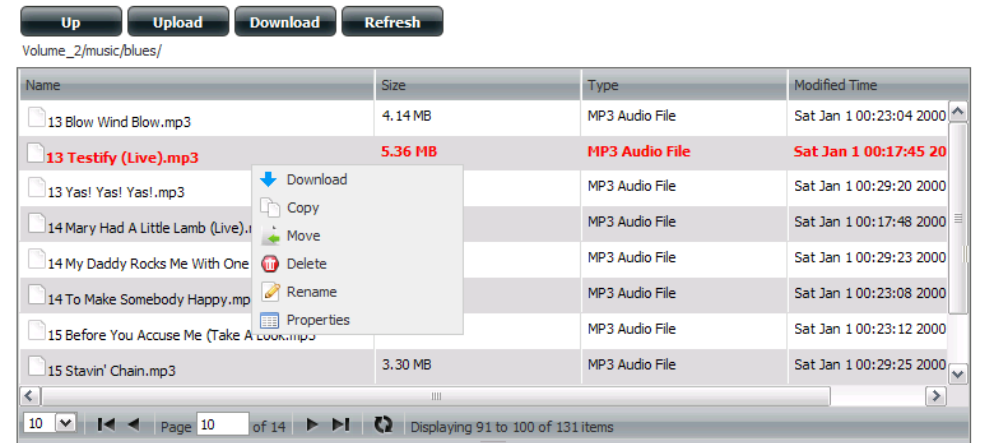 Up Upload Download Refresh
Volume_2/music/blues/
Name Size Type Modified Time
13 Blow Wind Blow.mp3 4.14 MB MP3 Audio File Sat Jan 1 00:23:04 2000
13 Testify (Live).mp3 5.36 MB MP3 Audio File Sat Jan 1 00:17:45 20
Download
13 Yas! Yas! Yas!.mp3 MP3 Audio File Sat Jan 1 00:29:20 2000
Copy
14 Mary Had A Little Lamb (Live). MP3 Audio File Sat Jan 1 00:17:48 2000
Move
14 My Daddy Rocks Me With One MP3 Audio File Sat Jan 1 00:29:23 2000
Delete
14 To Make Somebody Happy.mp MP3 Audio File Sat Jan 1 00:23:08 2000
Rename
Properties
15 Before You Accuse Me (Take A Look.mp3 MP3 Audio File Sat Jan 1 00:23:12 2000
15 Stavin' Chain.mp3 3.30 MB MP3 Audio File Sat Jan 1 00:29:25 2000
10 Page 10 of 14 Displaying 91 to 100 of 131 items